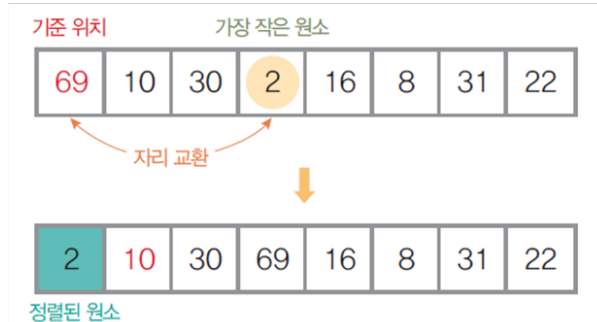 기준 위치 가장 작은 원소
69 10 30 2 16 8 31 22
자리 교환
2 10 30 69 16 8 31 22
정렬된 원소